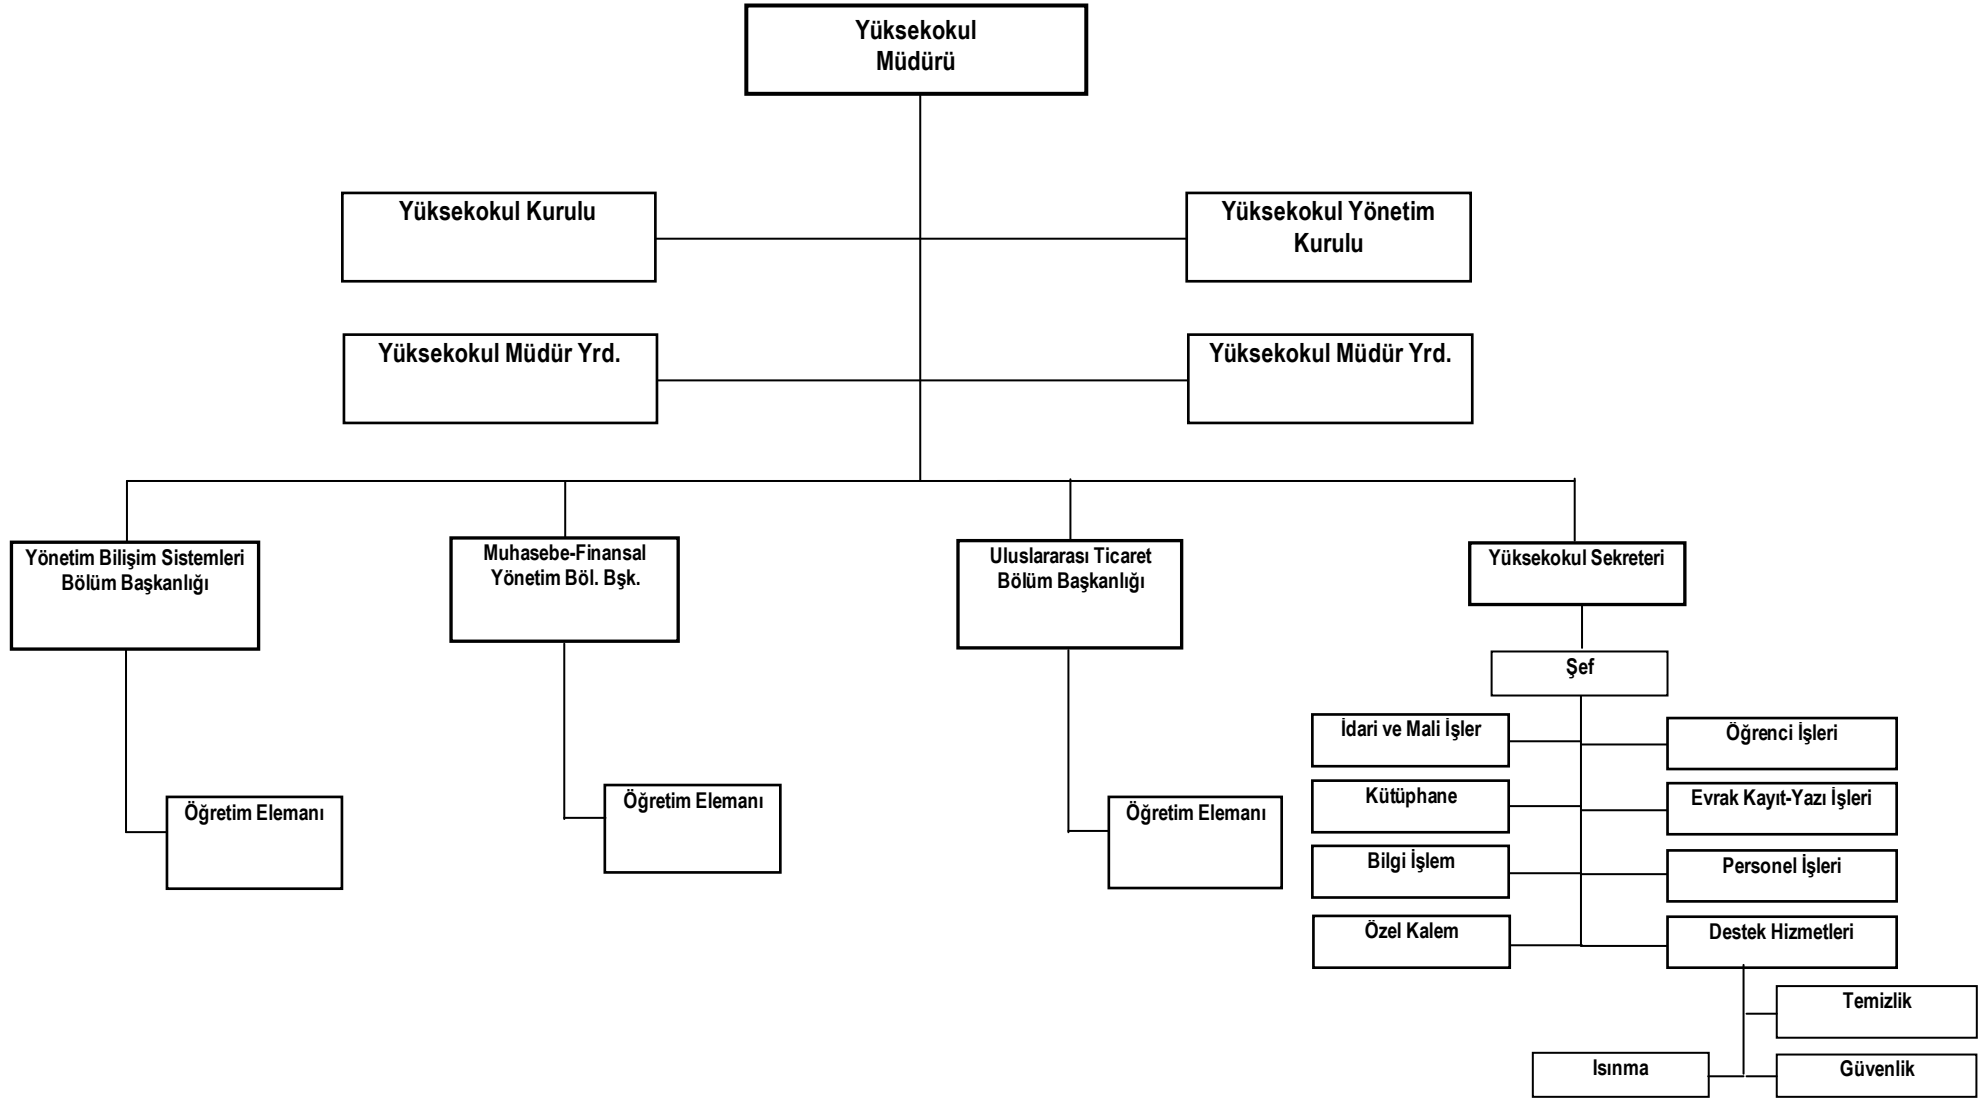 Yüksekokul
Müdürü
Yüksekokul Kurulu
Yüksekokul Yönetim
Kurulu
Yüksekokul Müdür Yrd.
Yüksekokul Müdür Yrd.
Yönetim Bilişim Sistemleri
Bölüm Başkanlığı
Muhasebe-Finansal
Yönetim Böl. Bşk.
Uluslararası Ticaret
Bölüm Başkanlığı
Yüksekokul Sekreteri
Şef
İdari ve Mali İşler
Öğrenci İşleri
Kütüphane
Evrak Kayıt-Yazı İşleri
Öğretim Elemanı
Öğretim Elemanı
Öğretim Elemanı
Bilgi İşlem
Personel İşleri
Özel Kalem
Destek Hizmetleri
Temizlik
Isınma
Güvenlik